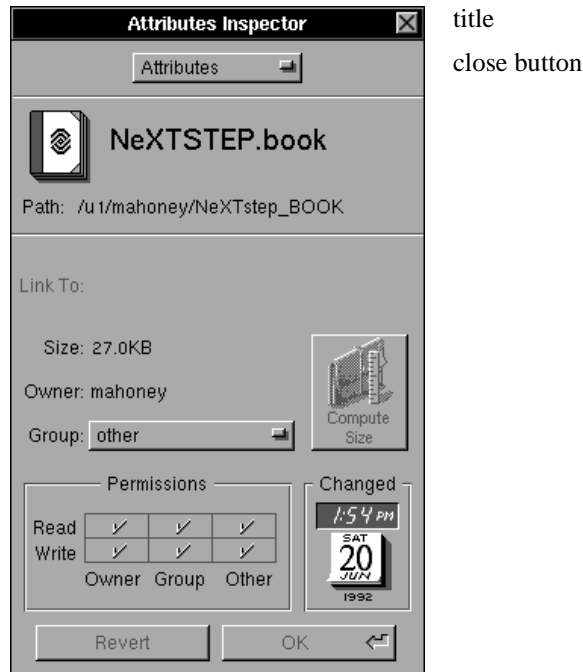 Attributes Inspector
title
close button
Attributes
NeXTSTEP.book
Path: /u1/mahoney/NeXTstep_BOOK
Link To:
Size: 27.0KB
Owner: mahoney
Compute
Size
Group: other
Permissions
Changed
1:54 PM
Read
Write
SAT
20
JUN
Owner Group Other
1992
Revert
OK